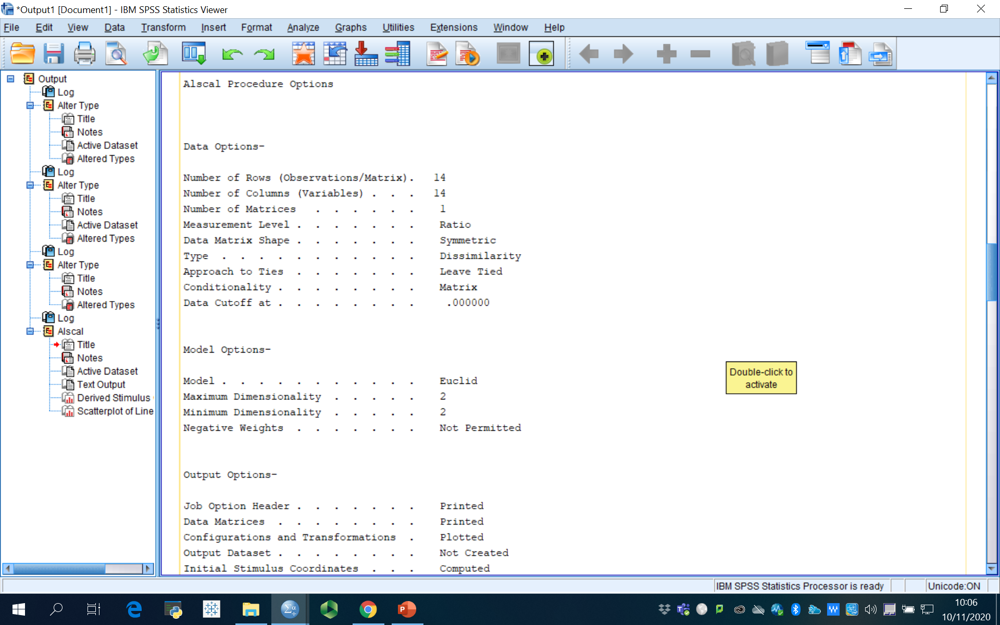 *Output1 [Document1] - IBM SPSS Statistics Viewer
File Edit View Data Transform Insert Format Analyze Graphs Utilities Extensions Window Help
Output
Log
Alter Type
Title
Notes
Active Dataset
Altered Types
Log
Alter Type
Title
Notes
Active Dataset
Altered Types
Log
Alter Type
Title
Notes
Altered Types
Log
Alscal
Title
Notes
Active Dataset
Text Output
Derived Stimulus
Scatterplot of Line
Alscal Procedure Options
Data Options-
Number of Rows (Observations/Matrix). 14
Number of Columns (Variables) . . . 14
Number of Matrices . . . . . . 1
Measurement Level . . . . . . . Ratio
Data Matrix Shape . . . . . . . Symmetric
Type . . . . . . . . . . . Dissimilarity
Approach to Ties . . . . . . . Leave Tied
Conditionality . . . . . . . . Matrix
Data Cutoff at . . . . . . . . .000000
Model Options-
Model . . . . . . . . . . . Euclid
Maximum Dimensionality . . . . . 2
Minimum Dimensionality . . . . . 2
Negative Weights . . . . . . . Not Permitted
Output Options-
Job Option Header . . . . . . . Printed
Data Matrices . . . . . . . . Printed
Configurations and Transformations . Plotted
Output Dataset . . . . . . . . Not Created
Initial Stimulus Coordinates . . . Computed
Double-click to
activate
IBM SPSS Statistics Processor is ready
Unicode:ON
10:06
10/11/2020